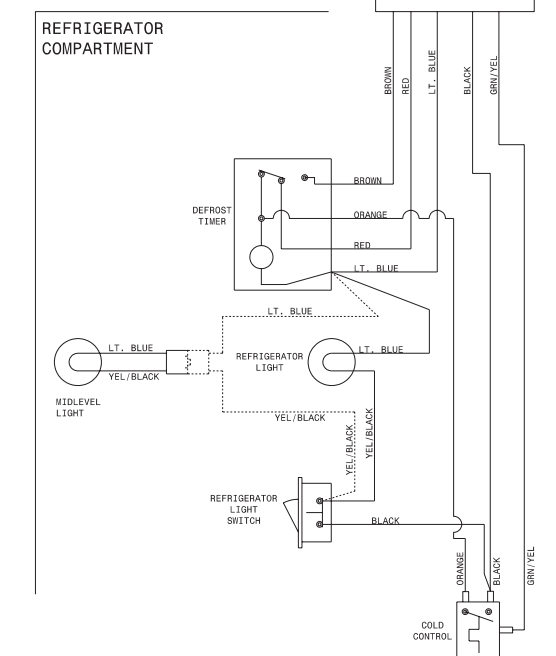 REFRIGERATOR
COMPARTMENT
BROWN
RED
LT. BLUE
BLACK
GRN/YEL
BROWN
DEFROST
TIMER
ORANGE
RED
LT. BLUE
LT. BLUE
LT. BLUE
REFRIGERATOR
LIGHT
LT. BLUE
YEL/BLACK
MIDLEVEL
LIGHT
YEL/BLACK
YEL/BLACK
YEL/BLACK
REFRIGERATOR
LIGHT
SWITCH
BLACK
ORANGE
BLACK
GRN/YEL
COLD
CONTROL